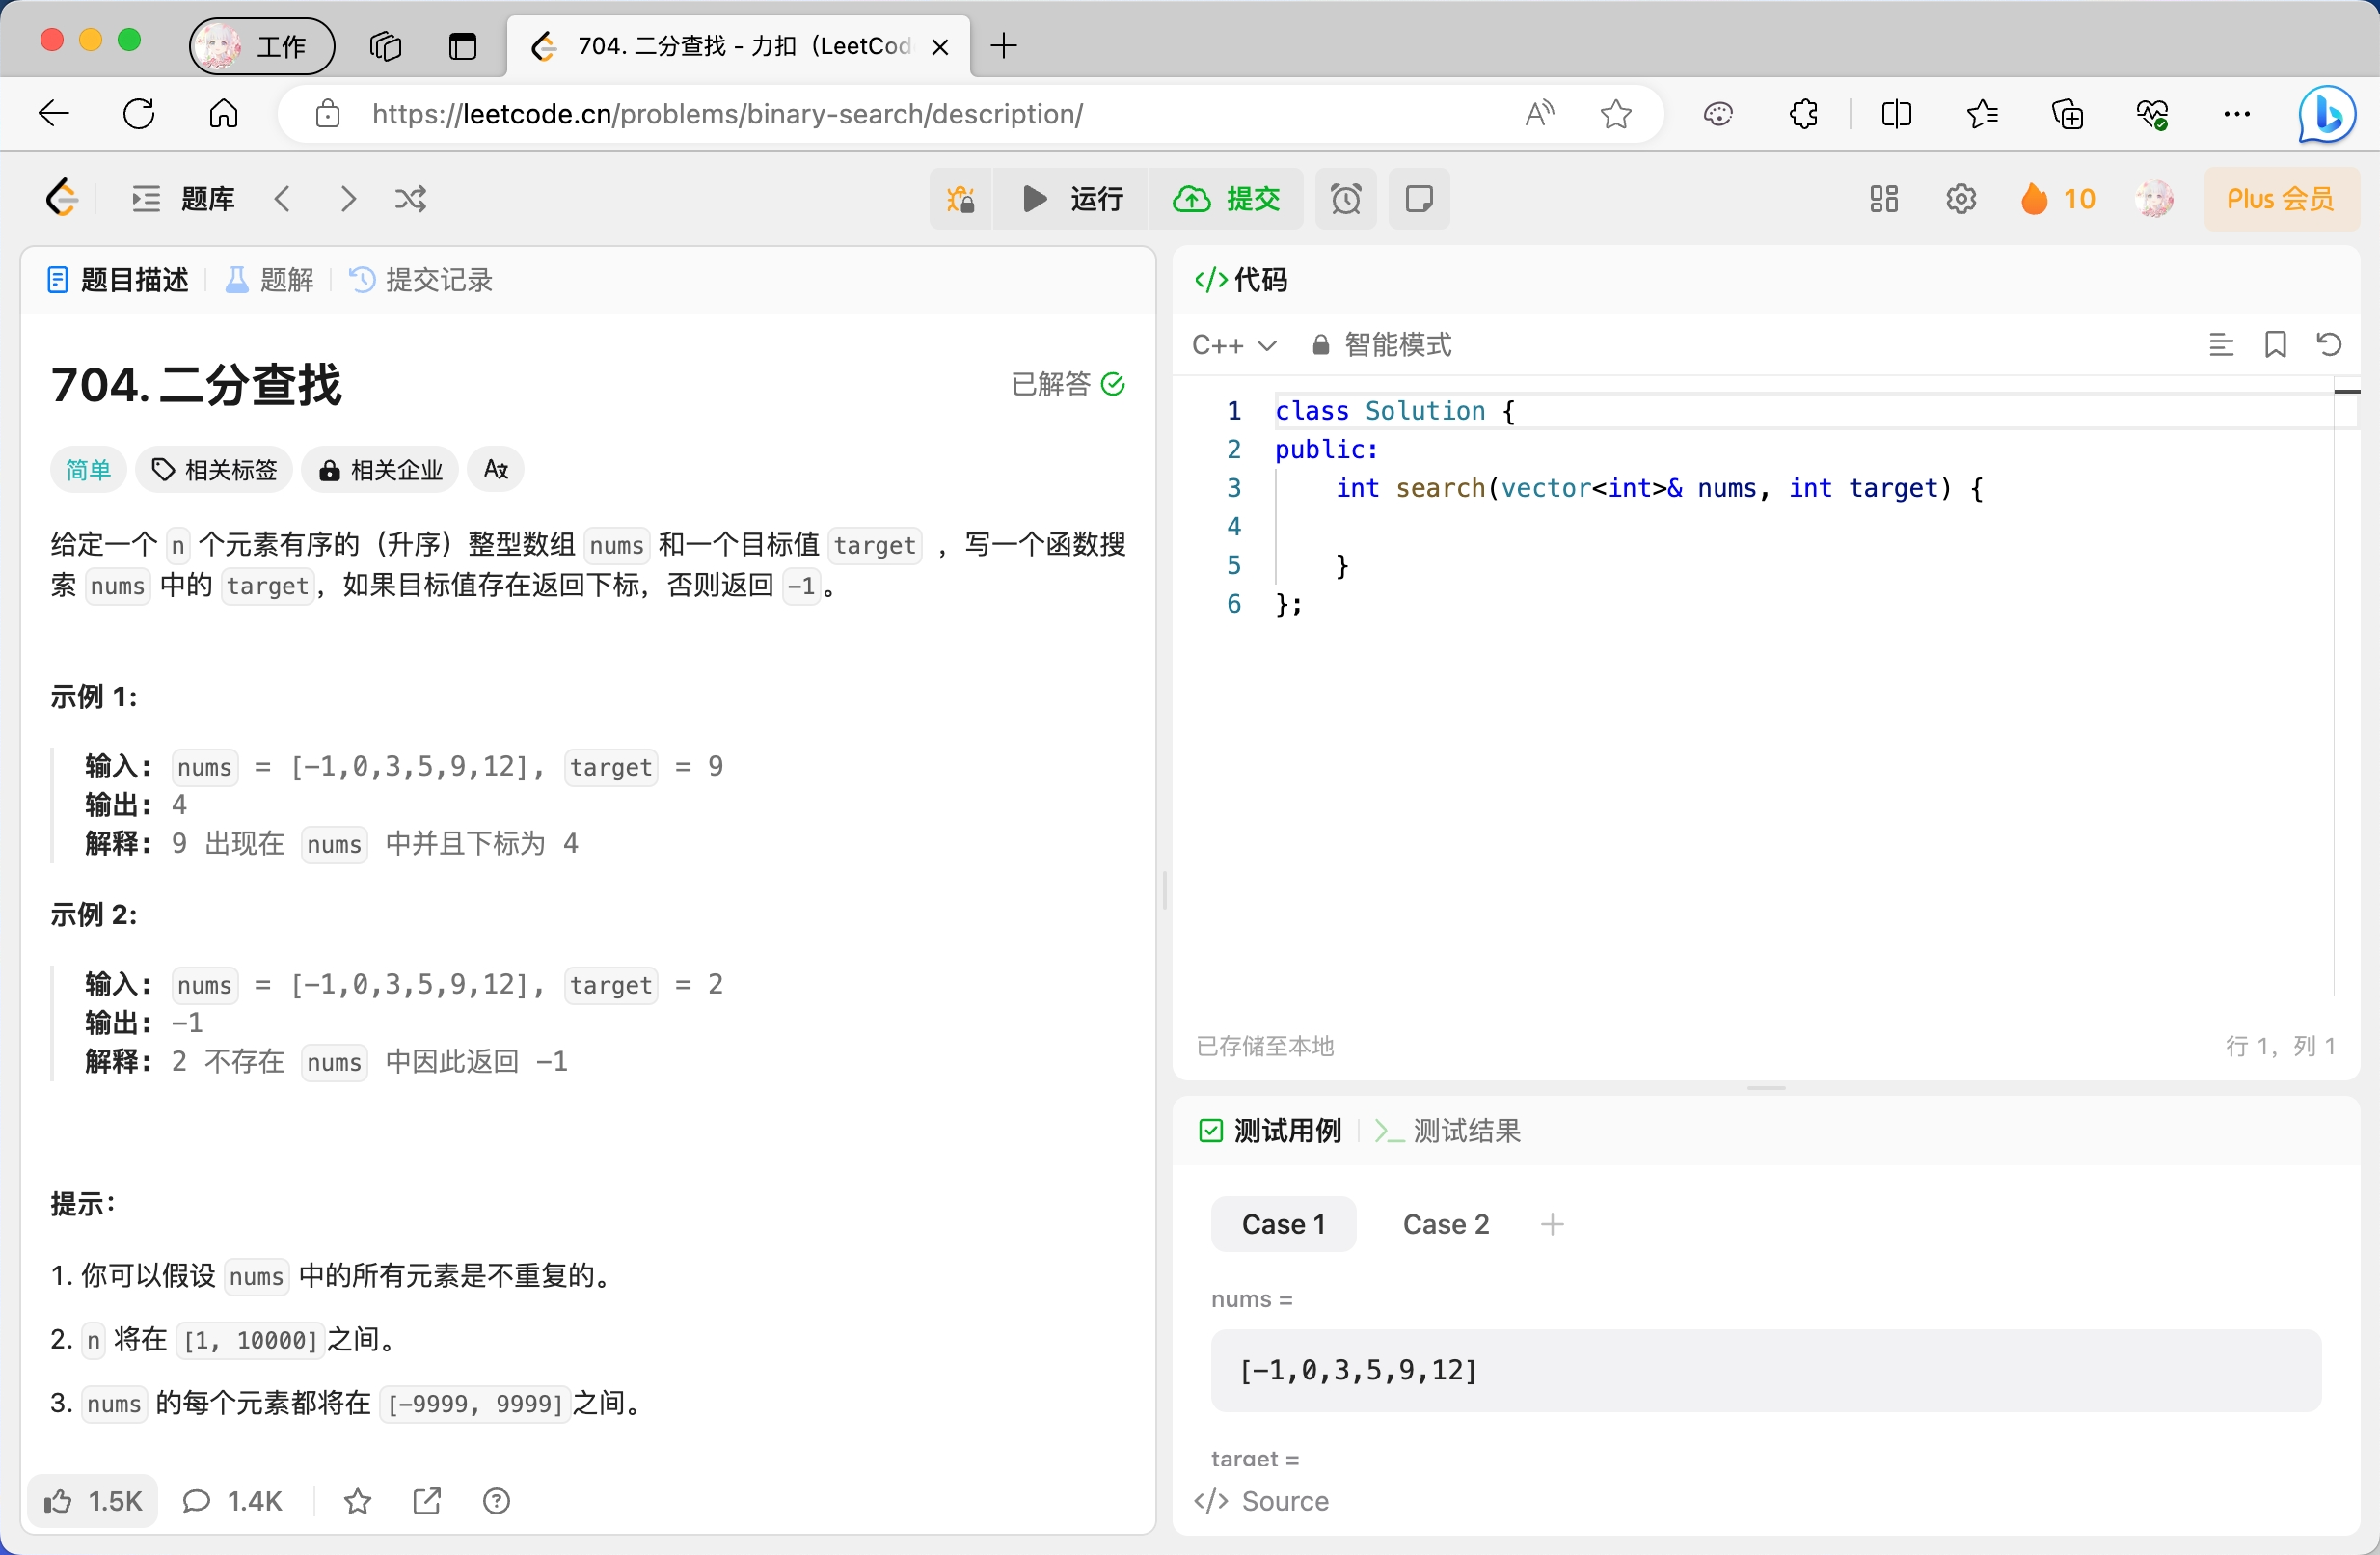 工作
704. 二分查找 - 力扣（LeetCod
https://leetcode.cn/problems/binary-search/description/
题库
运行
提交
10
Plus 会员
题目描述
题解
提交记录
704. 二分查找
已解答
简单
相关标签
相关企业
给定一个 n 个元素有序的（升序）整型数组 nums 和一个目标值 target ，写一个函数搜
索 nums 中的 target，如果目标值存在返回下标，否则返回 -1。
示例 1:
输入: nums = [-1,0,3,5,9,12], target = 9
输出: 4
解释: 9 出现在 nums 中并且下标为 4
示例 2:
输入: nums = [-1,0,3,5,9,12], target = 2
输出: -1
解释: 2 不存在 nums 中因此返回 -1
提示：
1. 你可以假设 nums 中的所有元素是不重复的。
2. n 将在 [1, 10000]之间。
3. nums 的每个元素都将在 [-9999, 9999]之间。
1.5K
1.4K
</> 代码
C++
智能模式
1 class Solution {
2 public:
3     int search(vector<int>& nums, int target) {
4
5     }
6 };
已存储至本地
行 1，列 1
测试用例
>_ 测试结果
Case 1
Case 2
nums =
[-1,0,3,5,9,12]
target =
</> Source